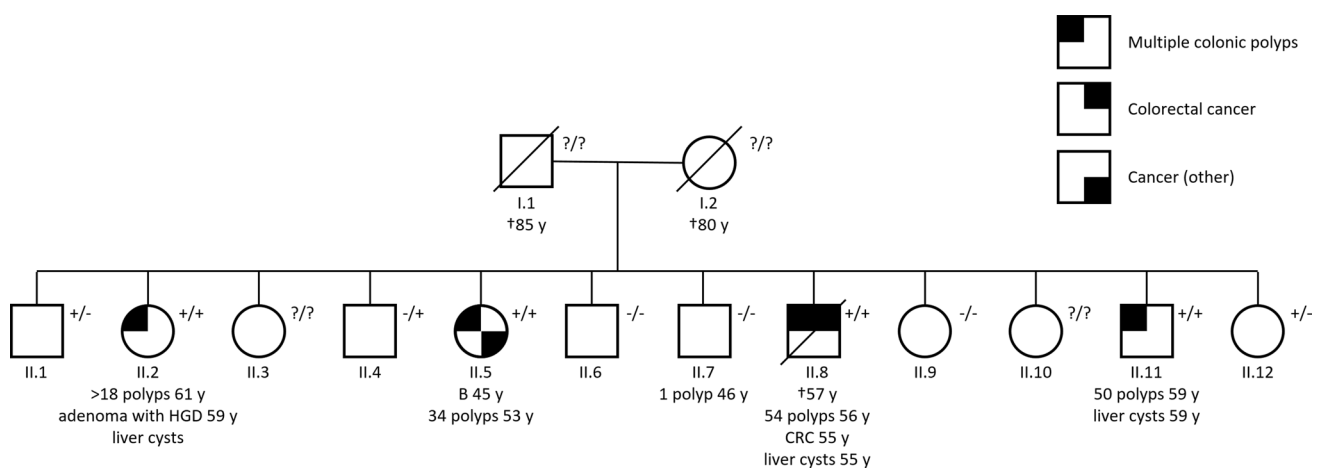 Multiple colonic polyps
Colorectal cancer
Cancer (other)
?/?
?/?
I.1
†85 y
I.2
†80 y
+/-
+/+
?/?
-/+
+/+
-/-
-/-
+/+
-/-
?/?
+/+
+/-
II.1
II.2
>18 polyps 61 y
adenoma with HGD 59 y
liver cysts
II.3
II.4
II.5
B 45 y
34 polyps 53 y
II.6
II.7
1 polyp 46 y
II.8
†57 y
54 polyps 56 y
CRC 55 y
liver cysts 55 y
II.9
II.10
II.11
50 polyps 59 y
liver cysts 59 y
II.12